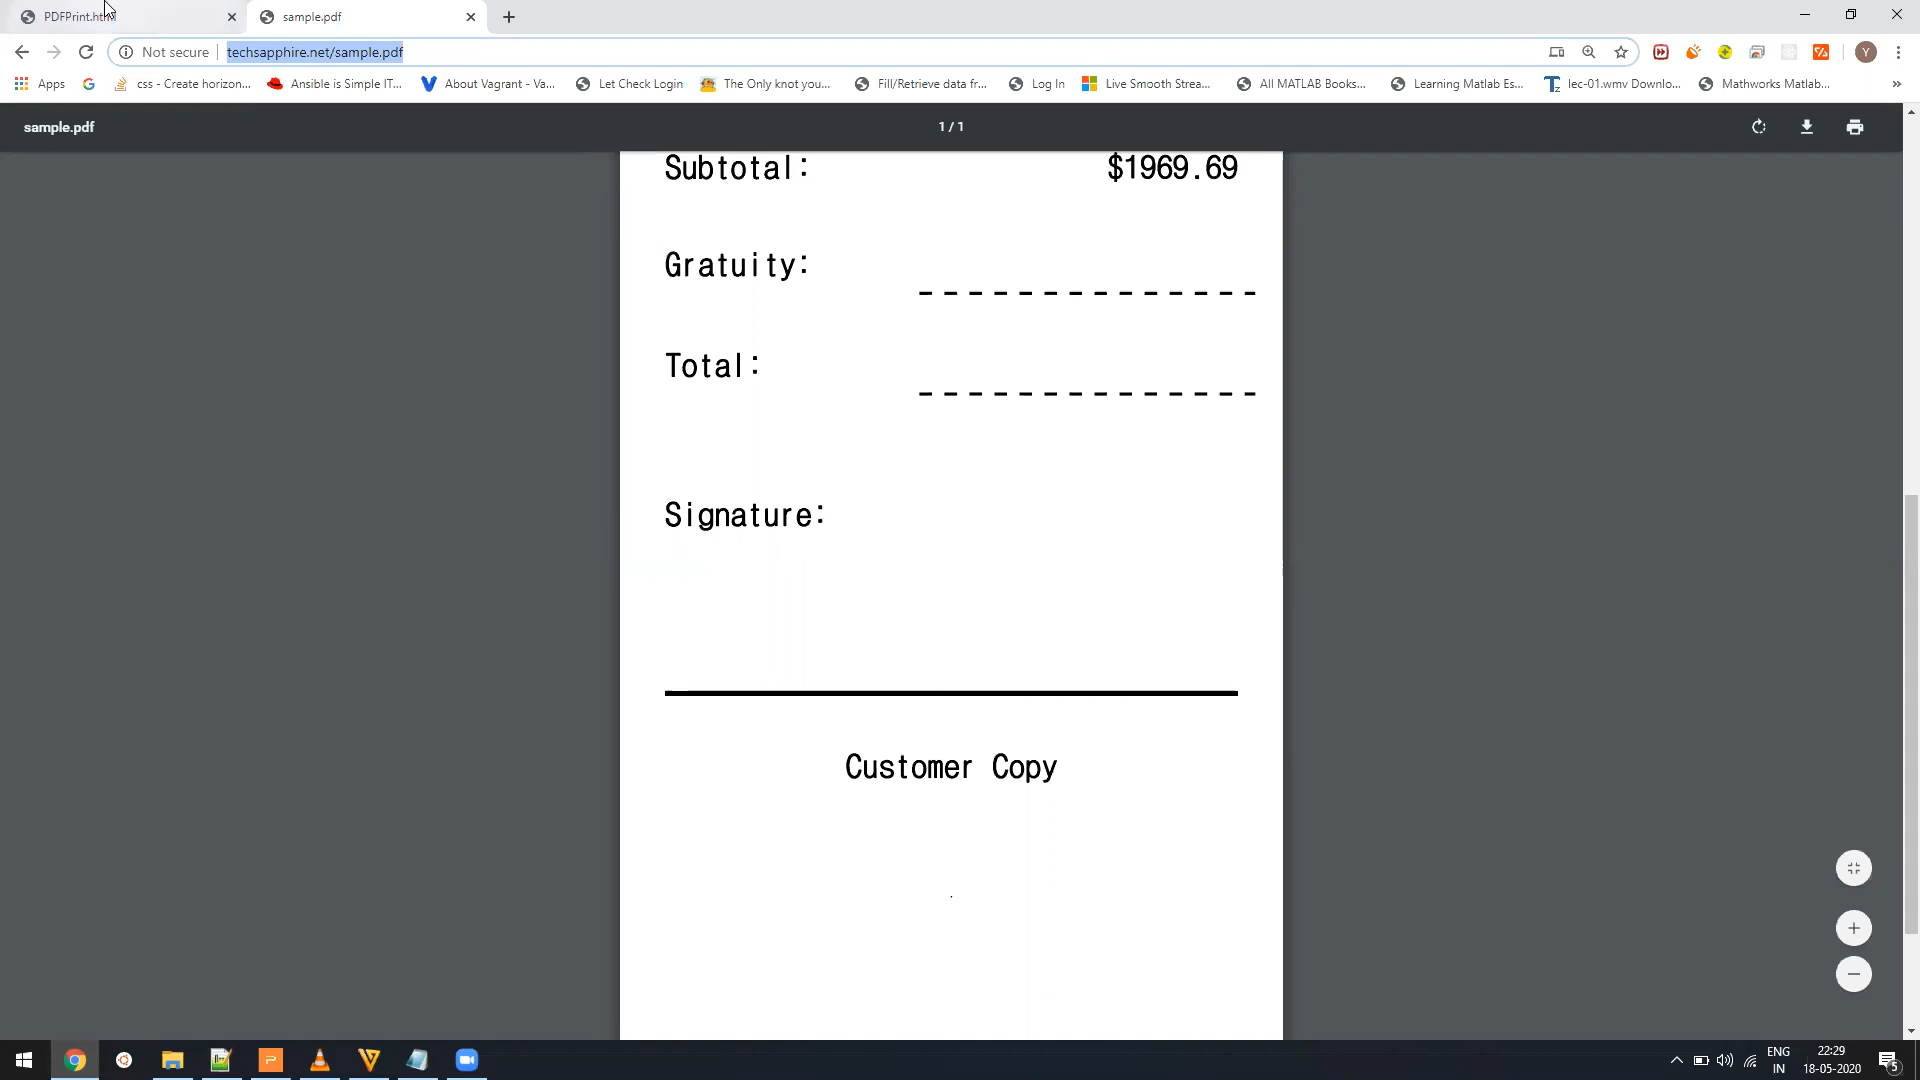 PDFPrint.html
sample.pdf
Not secure
techsapphire.net/sample.pdf
Y
Apps
css - Create horizon...
Ansible is Simple IT...
About Vagrant - Va...
Let Check Login
The Only knot you...
Fill/Retrieve data fr...
Log In
Live Smooth Strea...
All MATLAB Books...
Learning Matlab Es...
lec-01.wmv Downlo...
Mathworks Matlab...
»
sample.pdf
1 / 1
Subtotal: $1969.69
Gratuity:
--------------
Total:
--------------
Signature:
Customer Copy
.
ENG
IN
22:29
18-05-2020
5